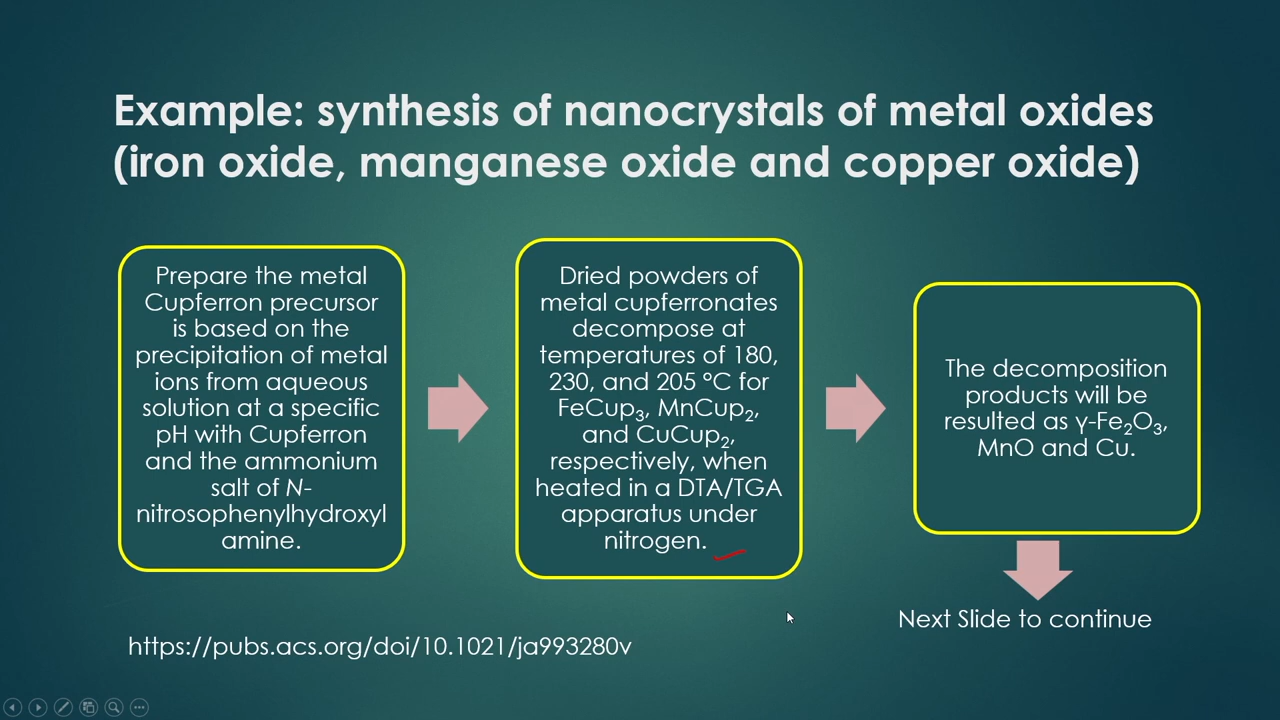 Example: synthesis of nanocrystals of metal oxides
(iron oxide, manganese oxide and copper oxide)
Prepare the metal
Cupferron precursor
is based on the
precipitation of metal
ions from aqueous
solution at a specific
pH with Cupferron
and the ammonium
salt of N-
nitrosophenylhydroxyl
amine.
Dried powders of
metal cupferronates
decompose at
temperatures of 180,
230, and 205 °C for
FeCup₃, MnCup₂,
and CuCup₂,
respectively, when
heated in a DTA/TGA
apparatus under
nitrogen.
The decomposition
products will be
resulted as γ-Fe₂O₃,
MnO and Cu.
Next Slide to continue
https://pubs.acs.org/doi/10.1021/ja993280v